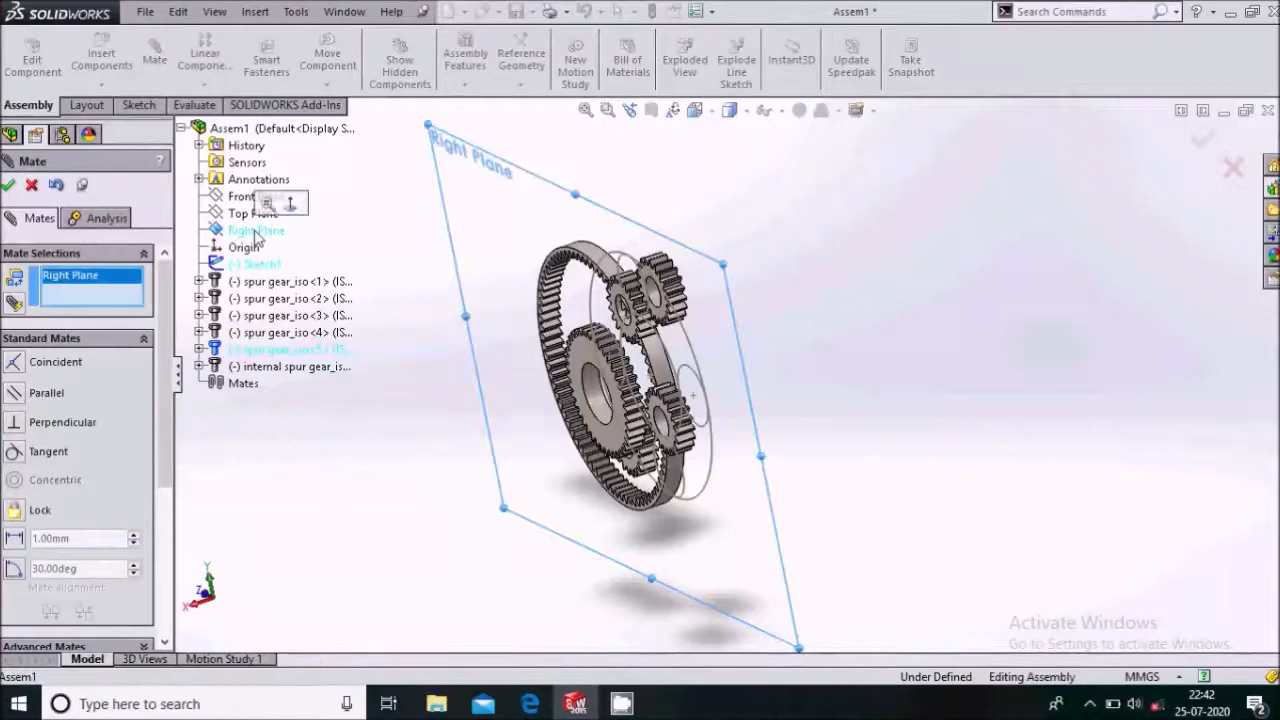 SOLIDWORKS
File Edit View Insert Tools Window Help
Assem1 *
Search Commands
Edit Component
Insert Components
Mate
Linear Compone...
Smart Fasteners
Move Component
Show Hidden Components
Assembly Features
Reference Geometry
New Motion Study
Bill of Materials
Exploded View
Explode Line Sketch
Instant3D
Update Speedpak
Take Snapshot
Assembly Layout Sketch Evaluate SOLIDWORKS Add-Ins
Mate ?
Mates Analysis
Mate Selections
Right Plane
Standard Mates
Coincident
Parallel
Perpendicular
Tangent
Concentric
Lock
1.00mm
30.00deg
Mate alignment:
Advanced Mates
Assem1 (Default<Display S...
History
Sensors
Annotations
Front
Top Plane
Right Plane
Origin
(-) Sketch1
(-) spur gear_iso<1> (IS...
(-) spur gear_iso<2> (IS...
(-) spur gear_iso<3> (IS...
(-) spur gear_iso<4> (IS...
(-) spur gear_iso<5> (IS...
(-) internal spur gear_is...
Mates
Right Plane
Y
Z
X
Activate Windows
Go to Settings to activate Windows.
Model 3D Views Motion Study 1
Assem1
Under Defined Editing Assembly MMGS
Type here to search
22:42
25-07-2020